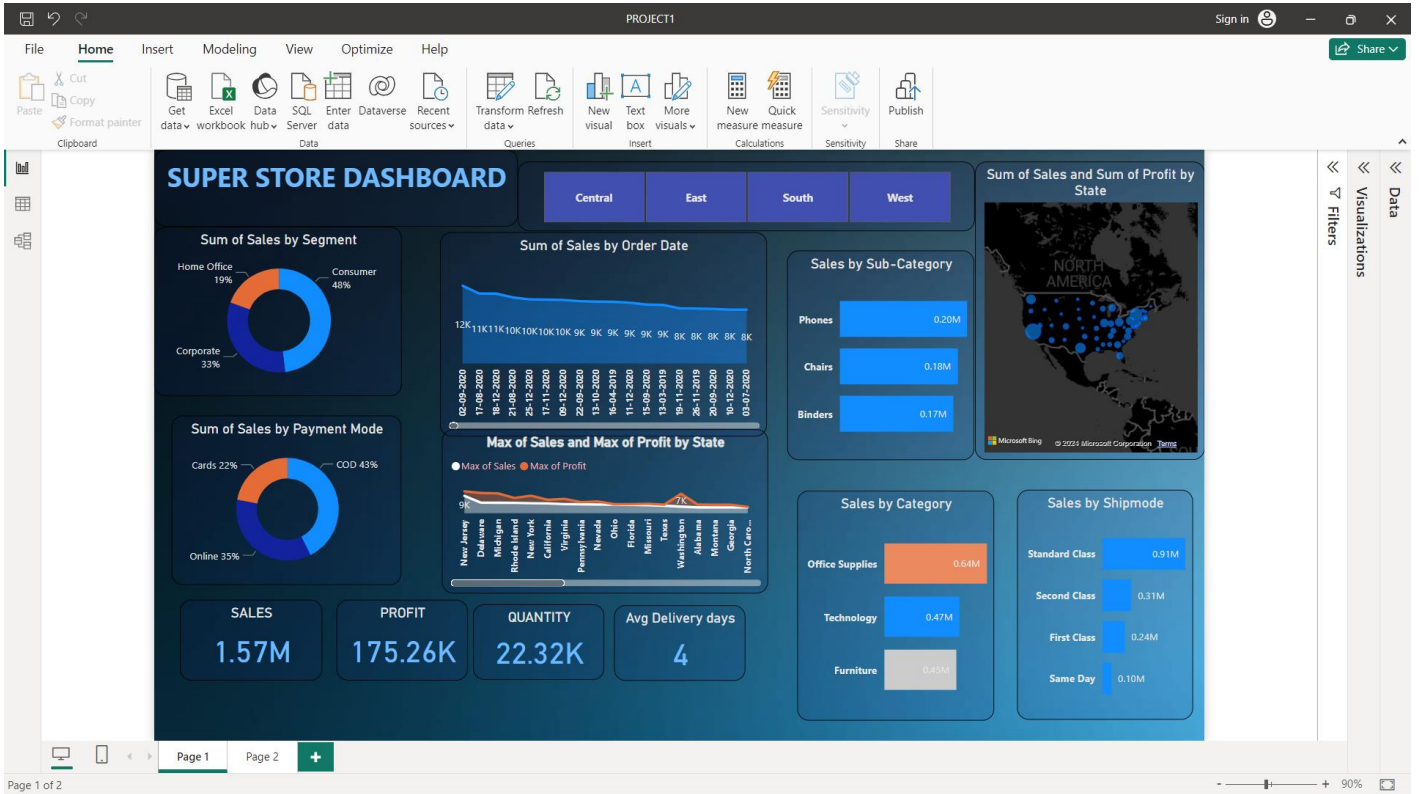 PROJECT1
Sign in
File Home Insert Modeling View Optimize Help
Share
Paste
Cut
Copy
Format painter
Clipboard
Get data
Excel workbook
Data hub
SQL Server
Enter data
Dataverse
Recent sources
Data
Transform data
Refresh
Queries
New visual
Text box
More visuals
Insert
New measure
Quick measure
Calculations
Sensitivity
Sensitivity
Publish
Share
SUPER STORE DASHBOARD
Central East South West
Sum of Sales and Sum of Profit by State
NORTH
AMERICA
Microsoft Bing
© 2024 Microsoft Corporation Terms
Filters
Visualizations
Data
Sum of Sales by Segment
Home Office
19%
Consumer
48%
Corporate
33%
Sum of Sales by Order Date
12K 11K 11K 10K 10K 10K 10K 9K 9K 9K 9K 9K 9K 8K 8K 8K 8K 8K
02-09-2020
17-08-2020
18-12-2020
21-08-2020
25-12-2020
17-11-2020
09-12-2020
22-09-2020
13-10-2020
16-04-2019
11-12-2020
15-09-2020
13-03-2019
19-11-2020
26-11-2019
20-09-2020
10-12-2020
03-07-2020
Sales by Sub-Category
Phones 0.20M
Chairs 0.18M
Binders 0.17M
Sum of Sales by Payment Mode
Cards 22%
COD 43%
Online 35%
Max of Sales and Max of Profit by State
Max of Sales Max of Profit
9K
7K
New Jersey
Delaware
Michigan
Rhode Island
New York
California
Virginia
Pennsylvania
Nevada
Ohio
Florida
Missouri
Texas
Washington
Alabama
Montana
Georgia
North Caro...
Sales by Category
Office Supplies 0.64M
Technology 0.47M
Furniture 0.45M
Sales by Shipmode
Standard Class 0.91M
Second Class 0.31M
First Class 0.24M
Same Day 0.10M
SALES
1.57M
PROFIT
175.26K
QUANTITY
22.32K
Avg Delivery days
4
Page 1
Page 2
Page 1 of 2
90%